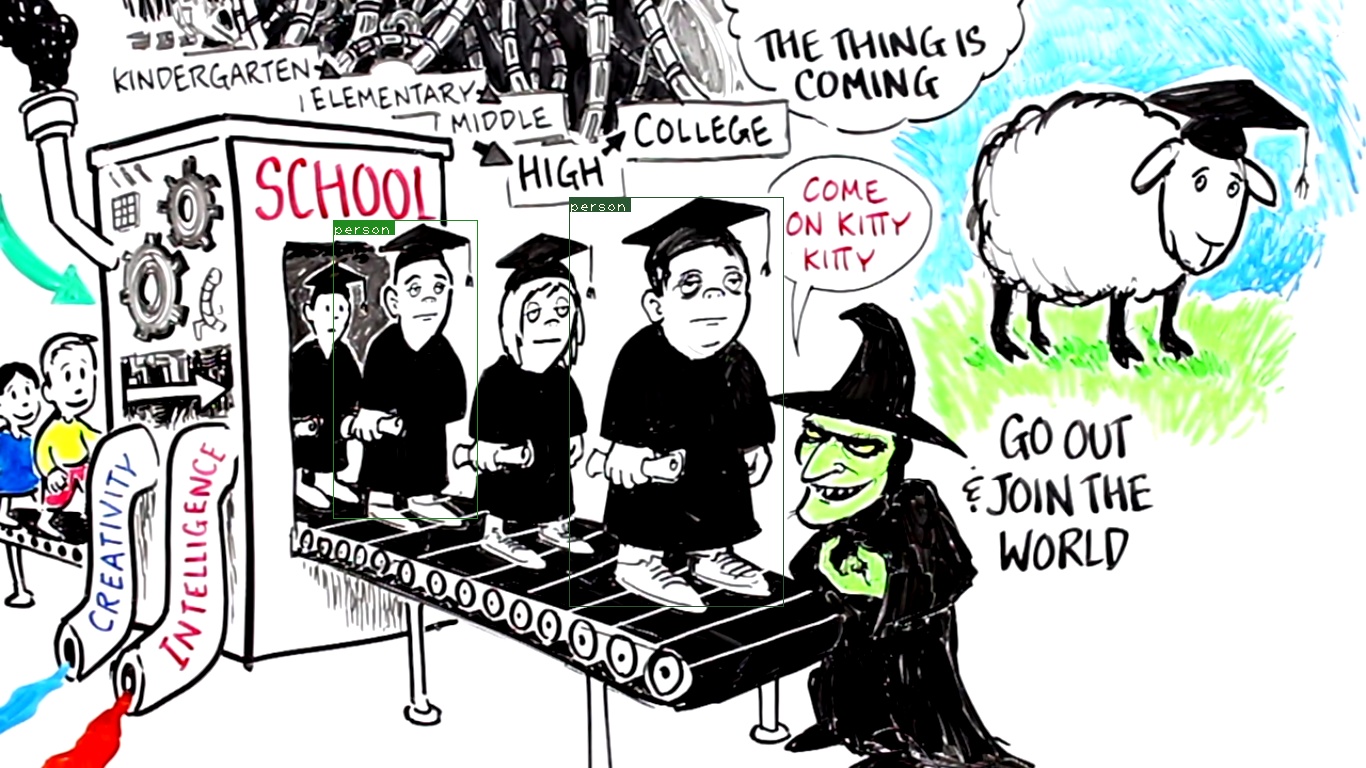 KINDERGARTEN
ELEMENTARY
MIDDLE
HIGH
COLLEGE
THE THING IS
COMING
SCHOOL
person
person
COME
ON KITTY
KITTY
CREATIVITY
INTELLIGENCE
GO OUT
& JOIN THE
WORLD